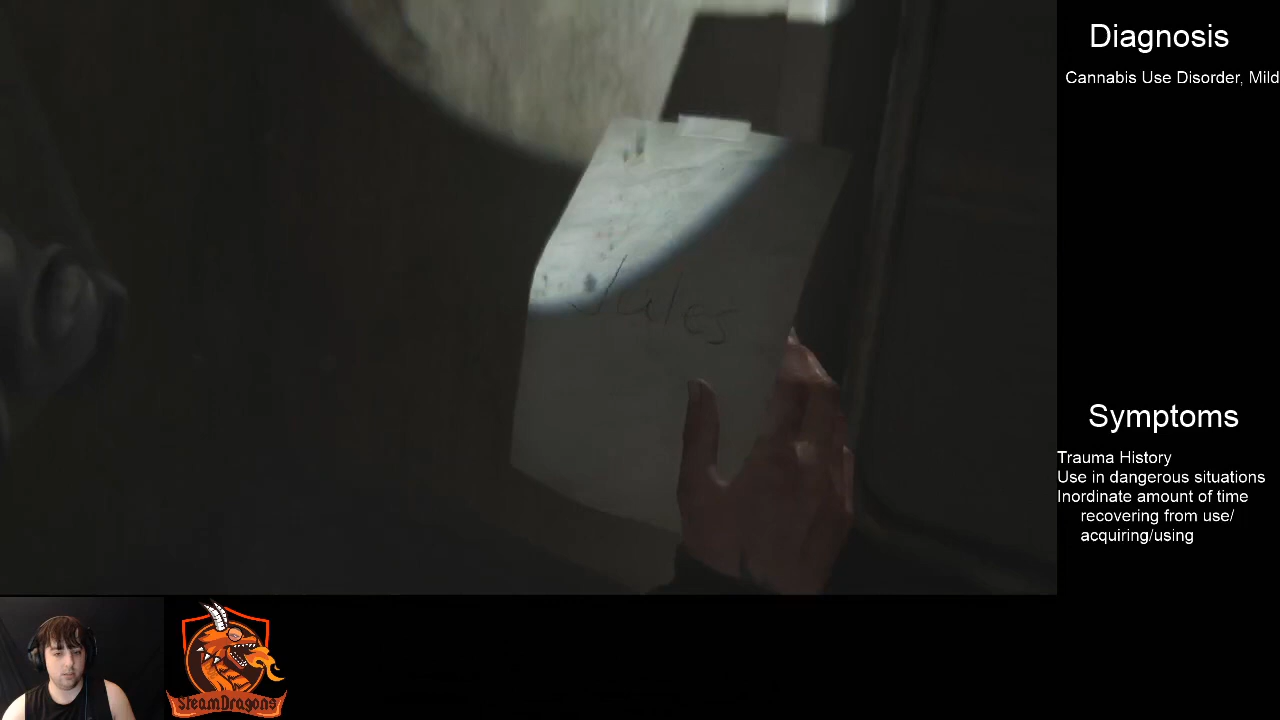 Diagnosis
Cannabis Use Disorder, Mild
Symptoms
Trauma History
Use in dangerous situations
Inordinate amount of time
recovering from use/
acquiring/using
SteamDragons